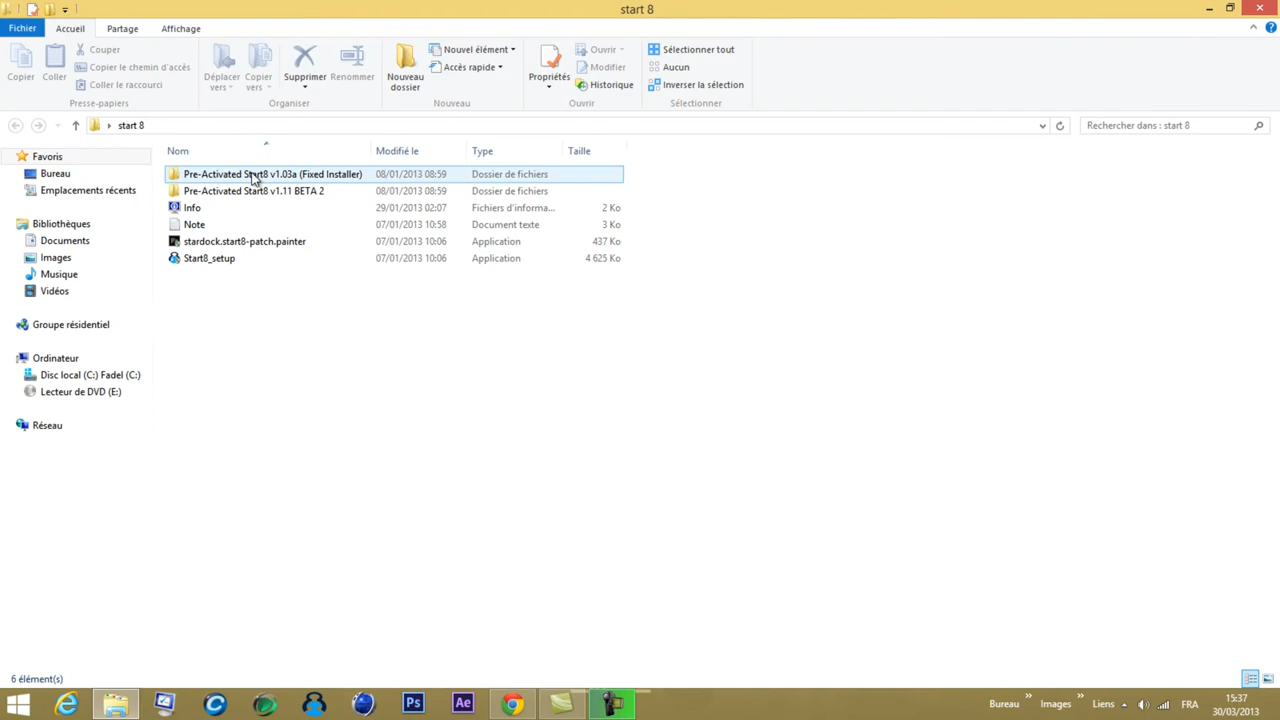 start 8
Fichier Accueil Partage Affichage
Copier
Coller
Couper
Copier le chemin d'accès
Coller le raccourci
Presse-papiers
Déplacer vers
Copier vers
Supprimer
Renommer
Organiser
Nouveau dossier
Nouvel élément
Accès rapide
Nouveau
Propriétés
Ouvrir
Modifier
Historique
Ouvrir
Sélectionner tout
Aucun
Inverser la sélection
Sélectionner
start 8
Rechercher dans : start 8
Nom Modifié le Type Taille
Pre-Activated Start8 v1.03a (Fixed Installer) 08/01/2013 08:59 Dossier de fichiers
Pre-Activated Start8 v1.11 BETA 2 08/01/2013 08:59 Dossier de fichiers
Info 29/01/2013 02:07 Fichiers d'informa... 2 Ko
Note 07/01/2013 10:58 Document texte 3 Ko
stardock.start8-patch.painter 07/01/2013 10:06 Application 437 Ko
Start8_setup 07/01/2013 10:06 Application 4 625 Ko
Favoris
Bureau
Emplacements récents
Bibliothèques
Documents
Images
Musique
Vidéos
Groupe résidentiel
Ordinateur
Disc local (C:) Fadel (C:)
Lecteur de DVD (E:)
Réseau
6 élément(s)
Ps
Ae
Bureau
Images
Liens
FRA
15:37
30/03/2013